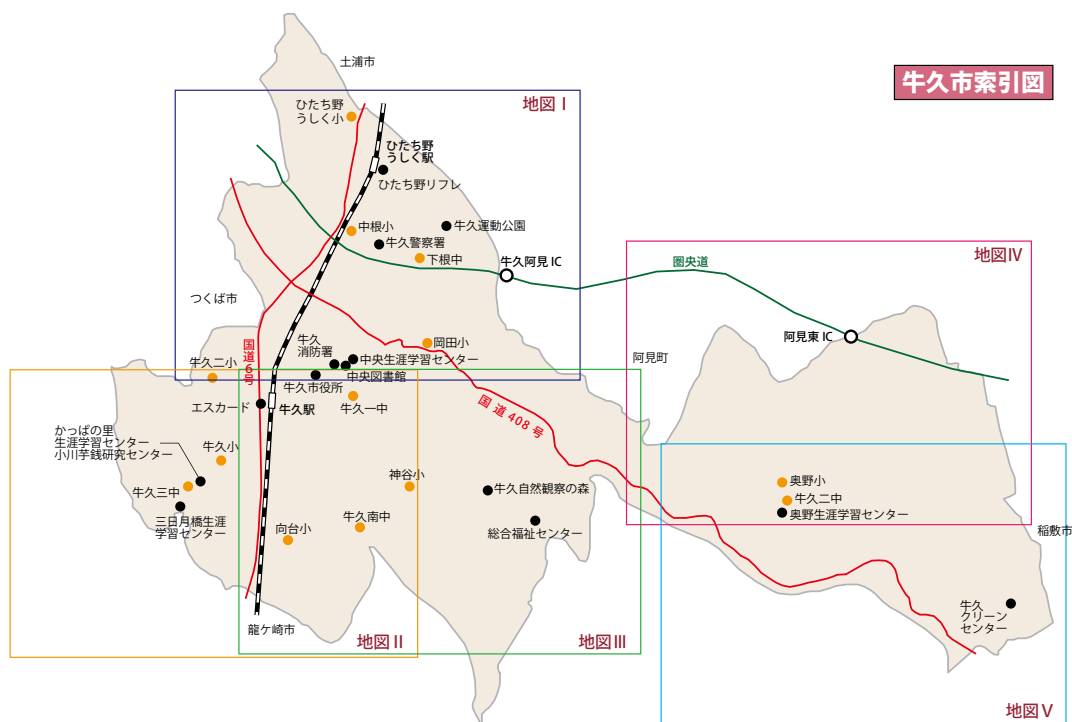 牛久市索引図
土浦市
地図 I
ひたち野
うしく小
ひたち野
うしく駅
ひたち野リフレ
中根小
牛久運動公園
牛久警察署
下根中
牛久阿見 IC
地図Ⅳ
圏央道
つくば市
阿見東 IC
国道6号
牛久
消防署
岡田小
阿見町
中央生涯学習センター
牛久二小
中央図書館
牛久市役所
エスカード
牛久駅
牛久一中
国道408号
かっぱの里
生涯学習センター
小川芋銭研究センター
牛久小
神谷小
牛久三中
牛久自然観察の森
奥野小
牛久二中
奥野生涯学習センター
三日月橋生涯
学習センター
向台小
牛久南中
総合福祉センター
稲敷市
牛久
クリーン
センター
龍ケ崎市
地図 II
地図III
地図 V